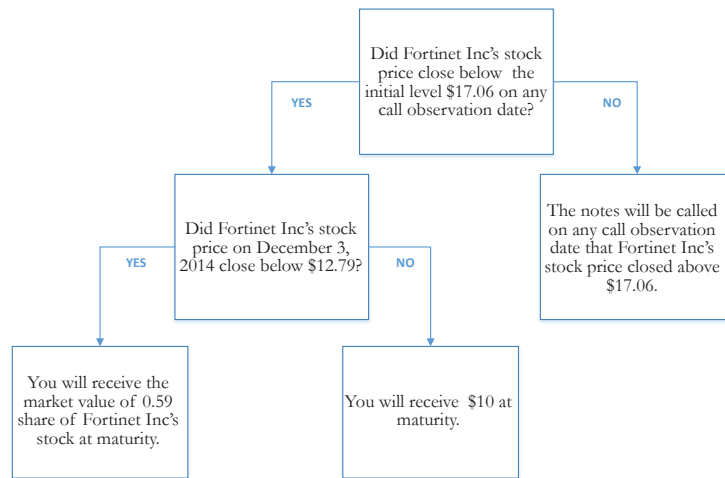 Did Fortinet Inc's stock
price close below the
initial level $17.06 on any
call observation date?
YES
NO
Did Fortinet Inc's stock
price on December 3,
2014 close below $12.79?
The notes will be called
on any call observation
date that Fortinet Inc's
stock price closed above
$17.06.
YES
NO
You will receive the
market value of 0.59
share of Fortinet Inc's
stock at maturity.
You will receive $10 at
maturity.